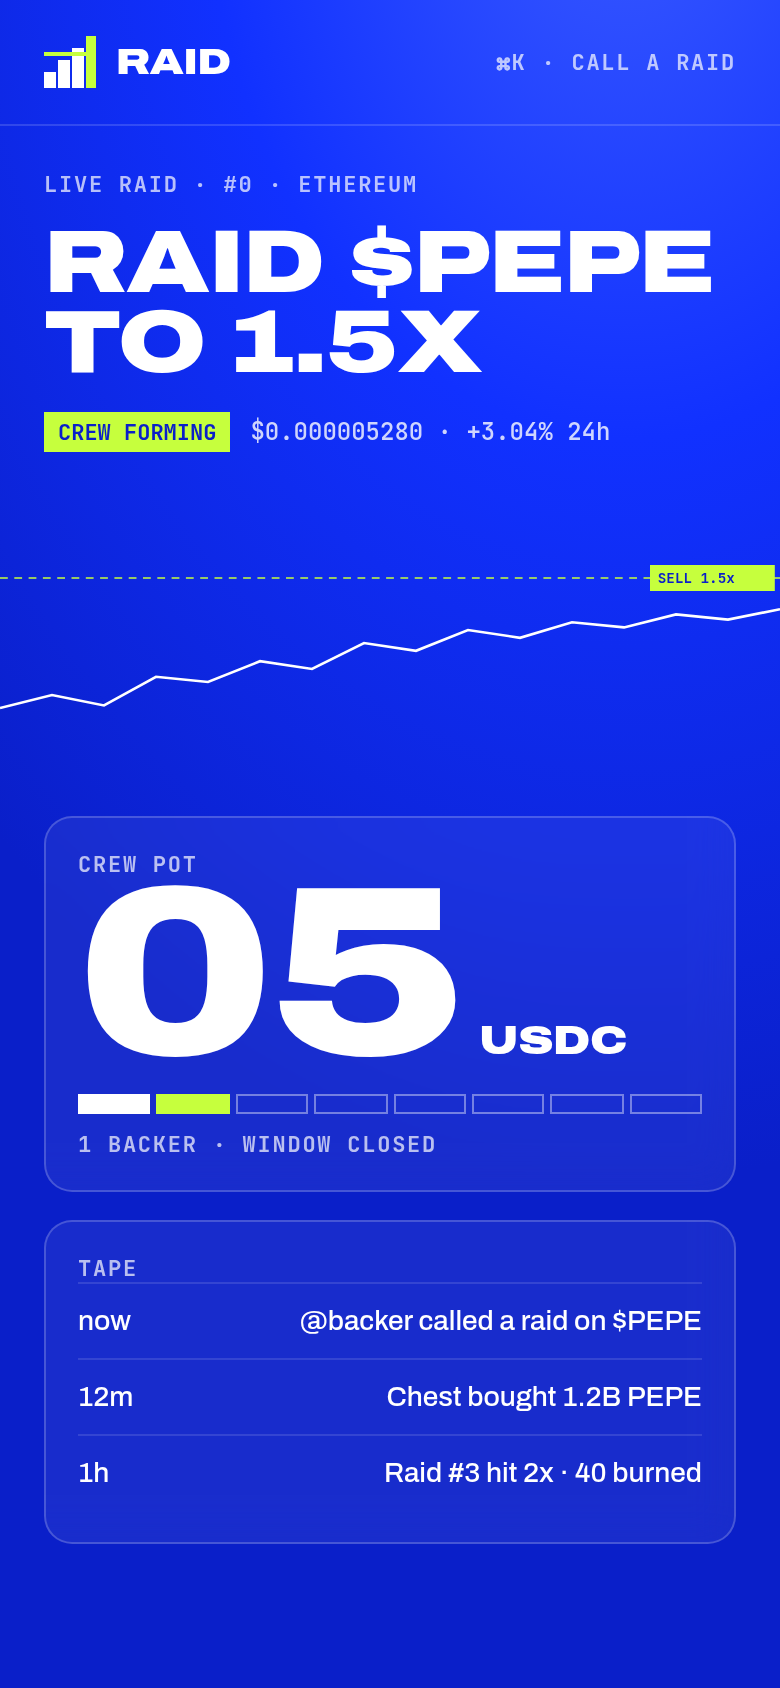 RAID
⌘K · CALL A RAID
LIVE RAID · #0 · ETHEREUM
RAID $PEPE
TO 1.5X
CREW FORMING $0.000005280 · +3.04% 24h
SELL 1.5x
CREW POT
05 USDC
1 BACKER · WINDOW CLOSED
TAPE
now @backer called a raid on $PEPE
12m Chest bought 1.2B PEPE
1h Raid #3 hit 2x · 40 burned